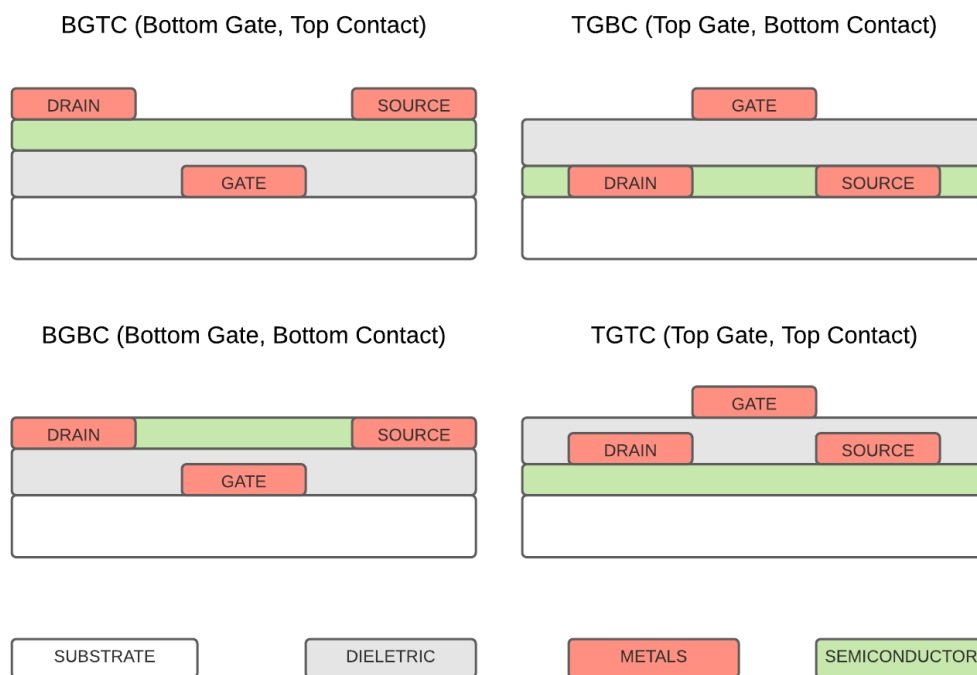 BGTC (Bottom Gate, Top Contact)
TGBC (Top Gate, Bottom Contact)
DRAIN
SOURCE
GATE
GATE
DRAIN
SOURCE
BGBC (Bottom Gate, Bottom Contact)
TGTC (Top Gate, Top Contact)
DRAIN
SOURCE
GATE
GATE
DRAIN
SOURCE
SUBSTRATE
DIELETRIC
METALS
SEMICONDUCTOR